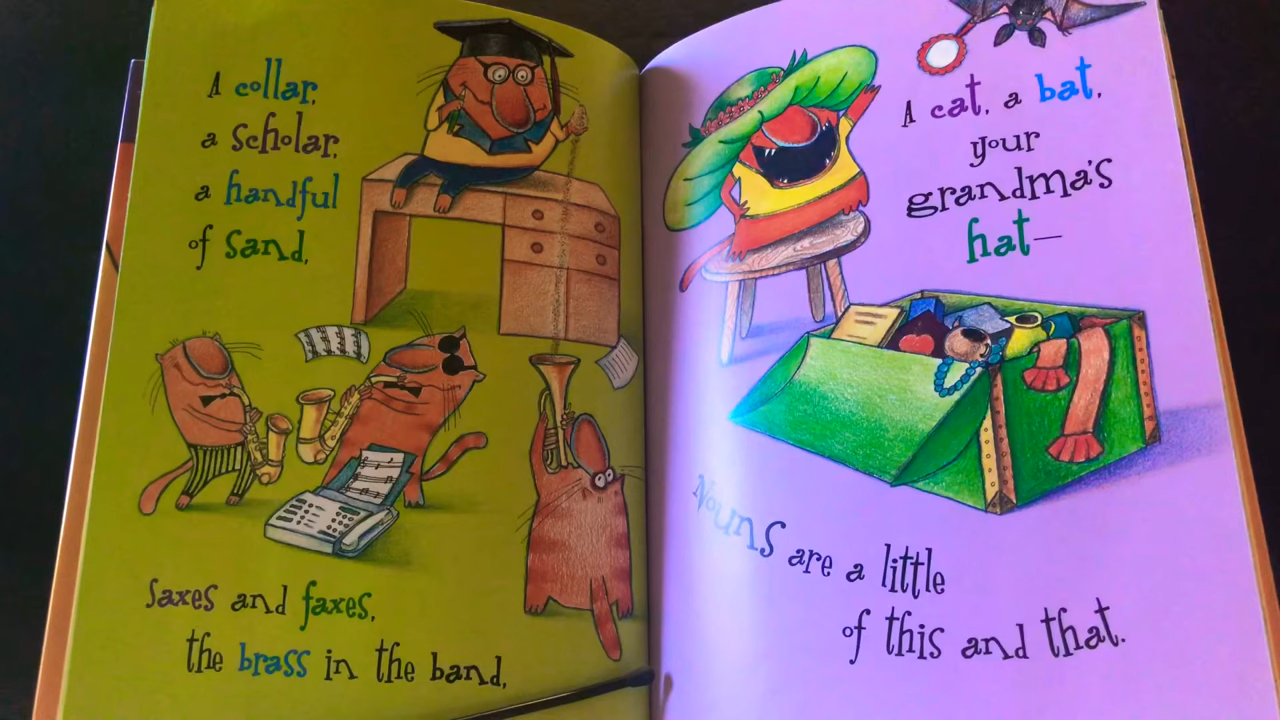 A collar,
a scholar,
a handful
of sand,
saxes and faxes,
the brass in the band,
A cat, a bat,
your
grandma's
hat—
Nouns are a little
of this and that.